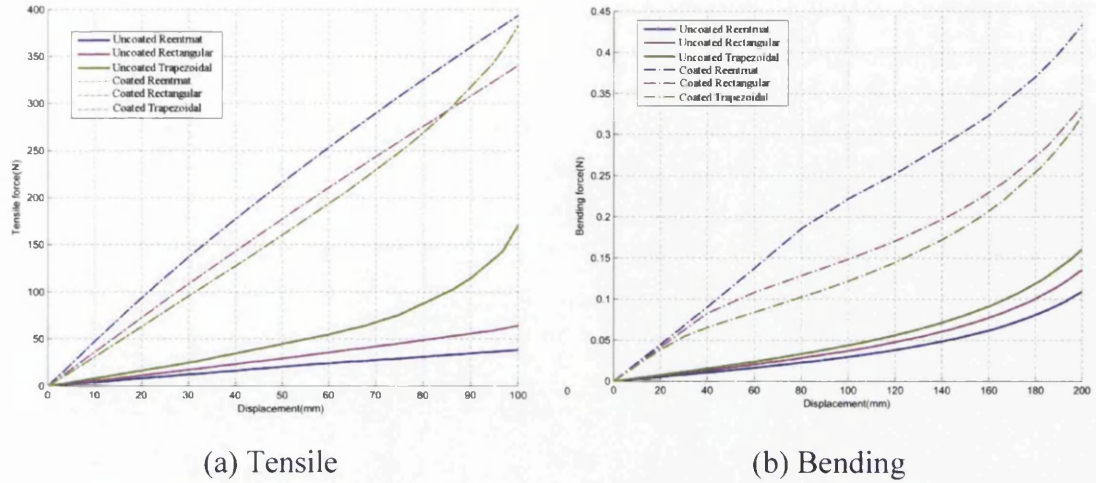 400
350
300
250
200
150
100
50
0
Tensile force(N)
Uncoated Reentrnat
Uncoated Rectangular
Uncoated Trapezoidal
Coated Reentrnat
Coated Rectangular
Coated Trapezoidal
0 10 20 30 40 50 60 70 80 90 100
Displacement(mm)
(a) Tensile
0.45
0.4
0.35
0.3
0.25
0.2
0.15
0.1
0.05
0
Bending force(N)
Uncoated Reentrnat
Uncoated Rectangular
Uncoated Trapezoidal
Coated Reentrnat
Coated Rectangular
Coated Trapezoidal
0
0 20 40 60 80 100 120 140 160 180 200
Displacement(mm)
(b) Bending